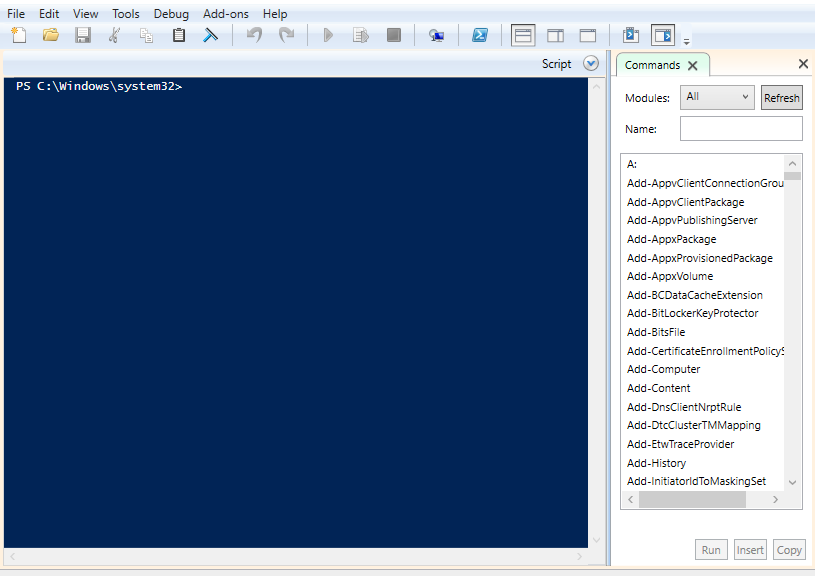 File Edit View Tools Debug Add-ons Help
Script
Commands
PS C:\Windows\system32>
Modules: All Refresh
Name:
A:
Add-AppvClientConnectionGrou
Add-AppvClientPackage
Add-AppvPublishingServer
Add-AppxPackage
Add-AppxProvisionedPackage
Add-AppxVolume
Add-BCDataCacheExtension
Add-BitLockerKeyProtector
Add-BitsFile
Add-CertificateEnrollmentPolicyS
Add-Computer
Add-Content
Add-DnsClientNrptRule
Add-DtcClusterTMMapping
Add-EtwTraceProvider
Add-History
Add-InitiatorIdToMaskingSet
Run Insert Copy